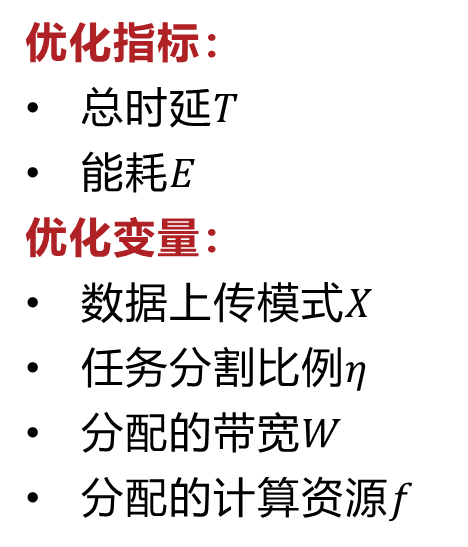 优化指标：
• 总时延T
• 能耗E
优化变量：
• 数据上传模式X
• 任务分割比例η
• 分配的带宽W
• 分配的计算资源f